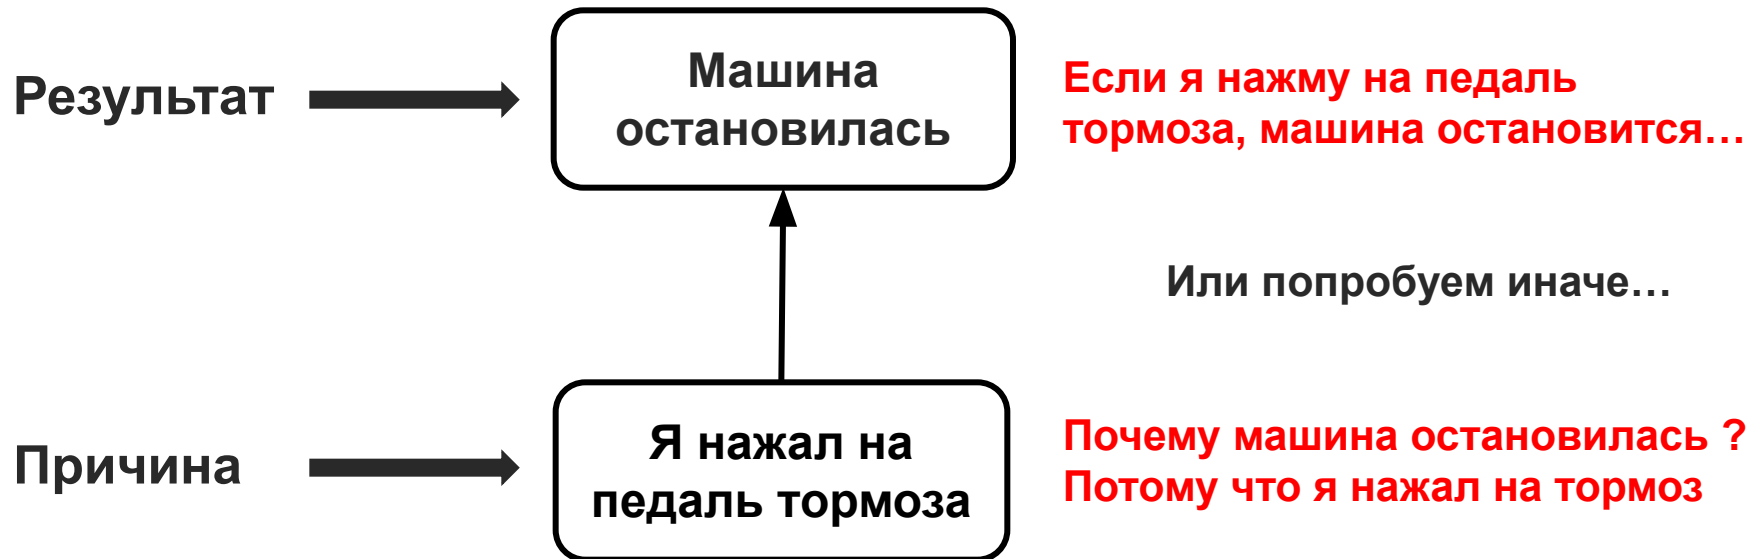 Результат
Машина
остановилась
Если я нажму на педаль
тормоза, машина остановится…
Или попробуем иначе…
Причина
Я нажал на
педаль тормоза
Почему машина остановилась ?
Потому что я нажал на тормоз